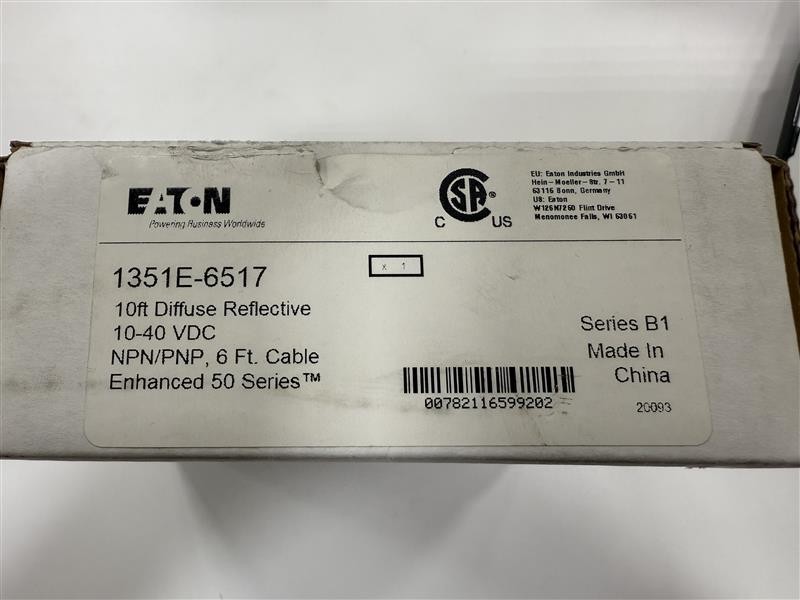 EATON
Powering Business Worldwide
CSA®
C US
EU: Eaton Industries GmbH
Hein-Moeller-Str. 7-11
53115 Bonn, Germany
US: Eaton
W126N7250 Flint Drive
Menomonee Falls, WI 53051
1351E-6517
x 1
10ft Diffuse Reflective
10-40 VDC
NPN/PNP, 6 Ft. Cable
Enhanced 50 Series™
00782116599202
Series B1
Made In
China
20093